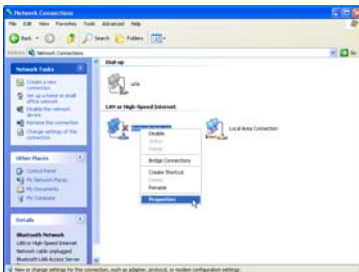 Network Connections
File Edit View Favorites Tools Advanced Help
Back Search Folders
Address Network Connections Go
Network Tasks
Create a new connection
Set up a home or small office network
Disable this network device
Rename this connection
Change settings of this connection
Other Places
Control Panel
My Network Places
My Documents
My Computer
Details
Bluetooth Network
LAN or High-Speed Internet
Network cable unplugged
Bluetooth LAN Access Server
Dial-up
LAN or High-Speed Internet
Local Area Connection
Disable
Status
Repair
Bridge Connections
Create Shortcut
Delete
Rename
Properties
View or change settings for this connection, such as adapter, protocol, or modem configuration settings.